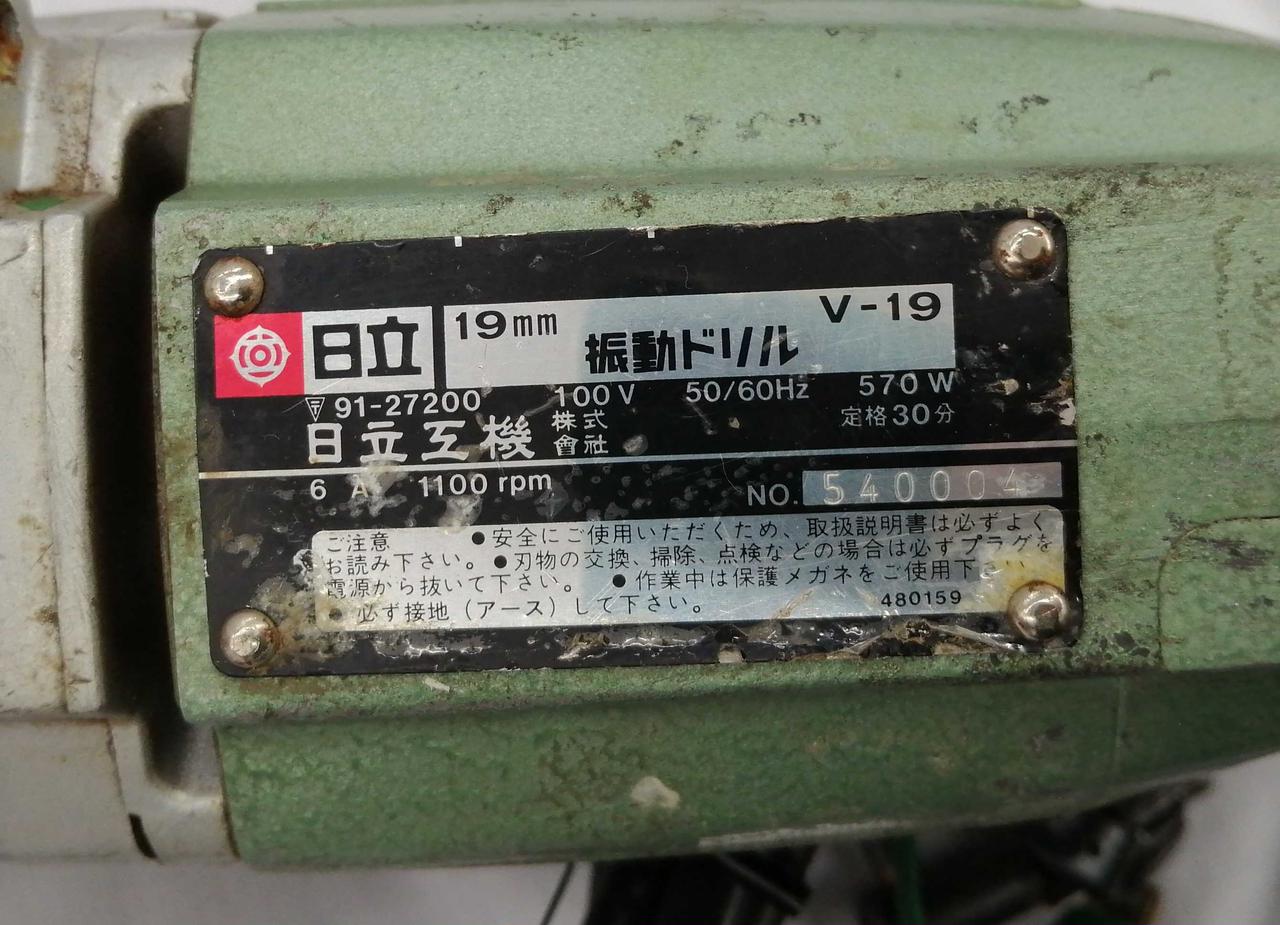 日立 19mm 振動ドリル V-19
〒 91-27200 100V 50/60Hz 570W
日立工機 株式會社 定格30分
6 A 1100 rpm NO. 540004
ご注意 ●安全にご使用いただくため、取扱説明書は必ずよく
お読み下さい。●刃物の交換、掃除、点検などの場合は必ずプラグを
電源から抜いて下さい。 ●作業中は保護メガネをご使用下さい
● 必ず接地(アース)して下さい。 480159